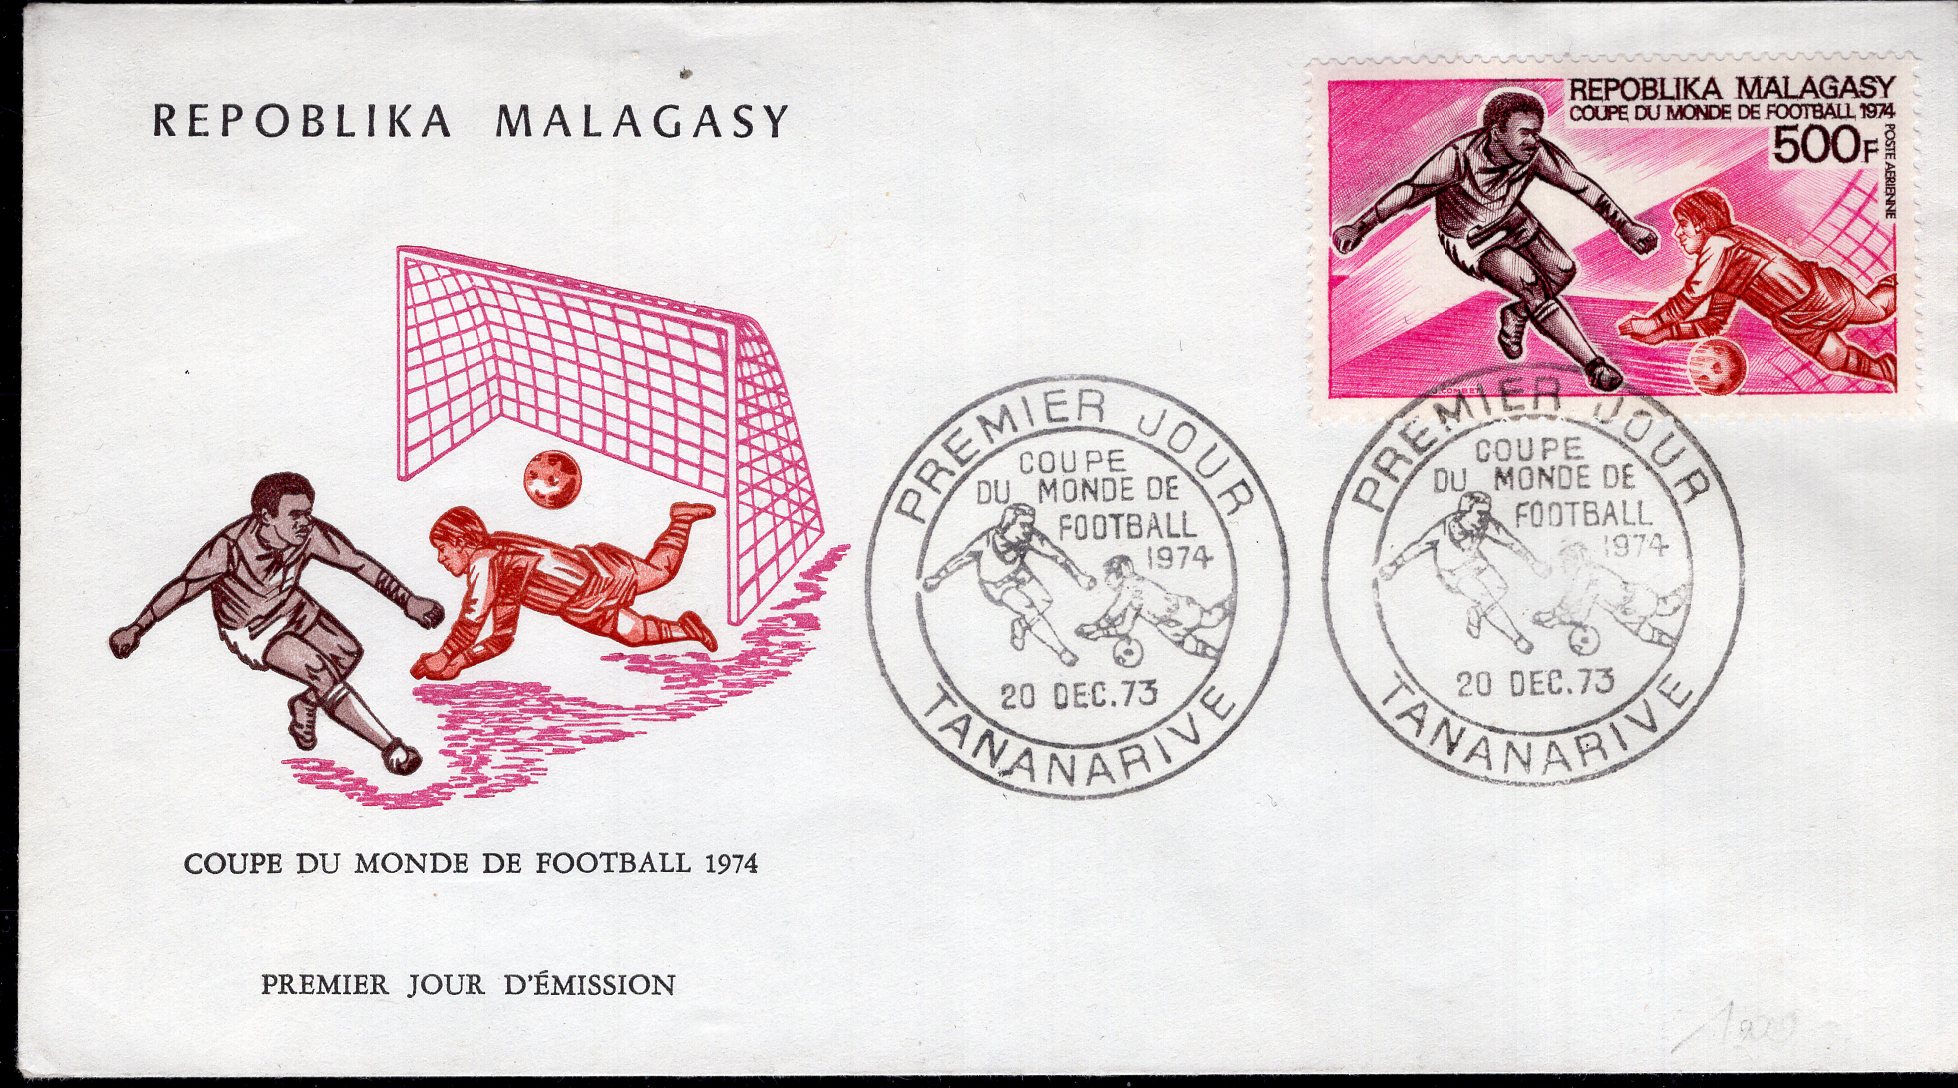 REPOBLIKA MALAGASY
REPOBLIKA MALAGASY
COUPE DU MONDE DE FOOTBALL 1974
500F
POSTE AERIENNE
PREMIER JOUR
COUPE
DU MONDE DE
FOOTBALL
1974
20 DEC.73
TANANARIVE
PREMIER JOUR
COUPE
DU MONDE DE
FOOTBALL
1974
20 DEC.73
TANANARIVE
COUPE DU MONDE DE FOOTBALL 1974
PREMIER JOUR D'ÉMISSION